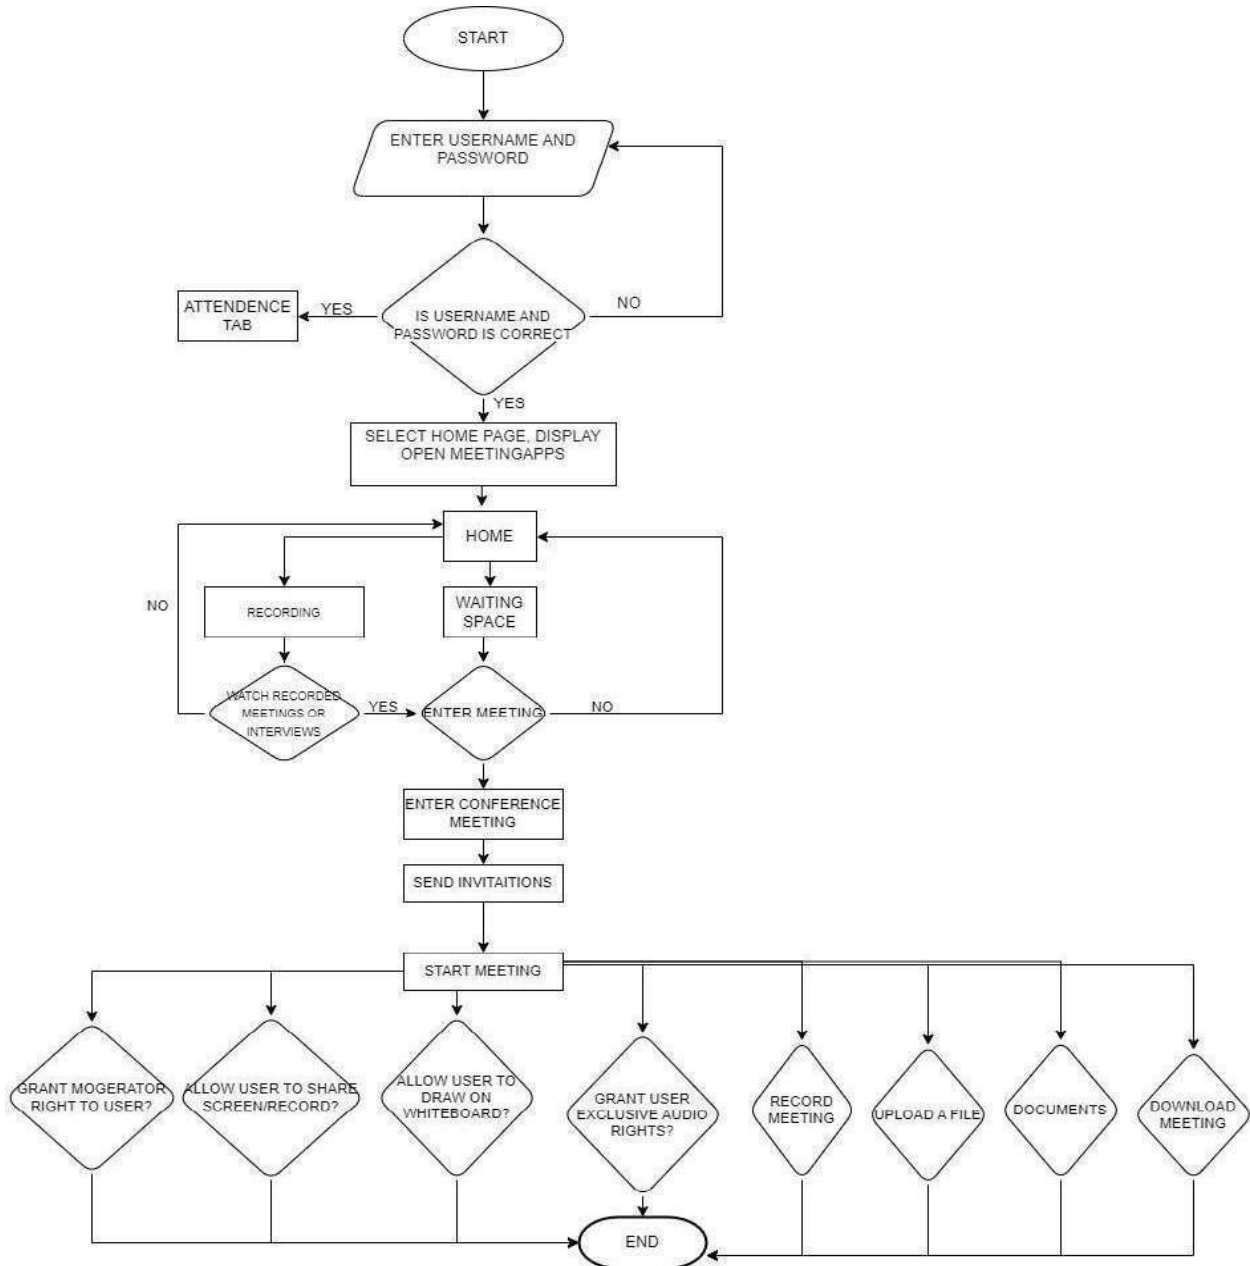 START
ENTER USERNAME AND
PASSWORD
NO
ATTENDENCE
TAB
YES
IS USERNAME AND
PASSWORD IS CORRECT
YES
SELECT HOME PAGE, DISPLAY
OPEN MEETINGAPPS
HOME
NO
RECORDING
WAITING
SPACE
WATCH RECORDED
MEETINGS OR
INTERVIEWS
YES
ENTER MEETING
NO
ENTER CONFERENCE
MEETING
SEND INVITAITIONS
START MEETING
GRANT MOGERATOR
RIGHT TO USER?
ALLOW USER TO SHARE
SCREEN/RECORD?
ALLOW USER TO
DRAW ON
WHITEBOARD?
GRANT USER
EXCLUSIVE AUDIO
RIGHTS?
RECORD
MEETING
UPLOAD A FILE
DOCUMENTS
DOWNLOAD
MEETING
END